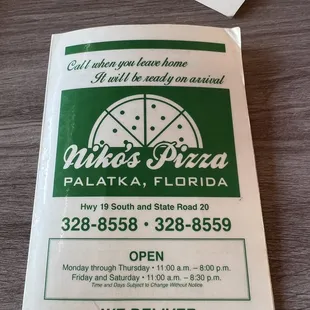 Call when you leave home
It will be ready on arrival
Niko's Pizza
PALATKA, FLORIDA
Hwy 19 South and State Road 20
328-8558 • 328-8559
OPEN
Monday through Thursday • 11:00 a.m. – 8:00 p.m.
Friday and Saturday • 11:00 a.m. – 8:30 p.m.
Time and Days Subject to Change Without Notice
WE DELIVER